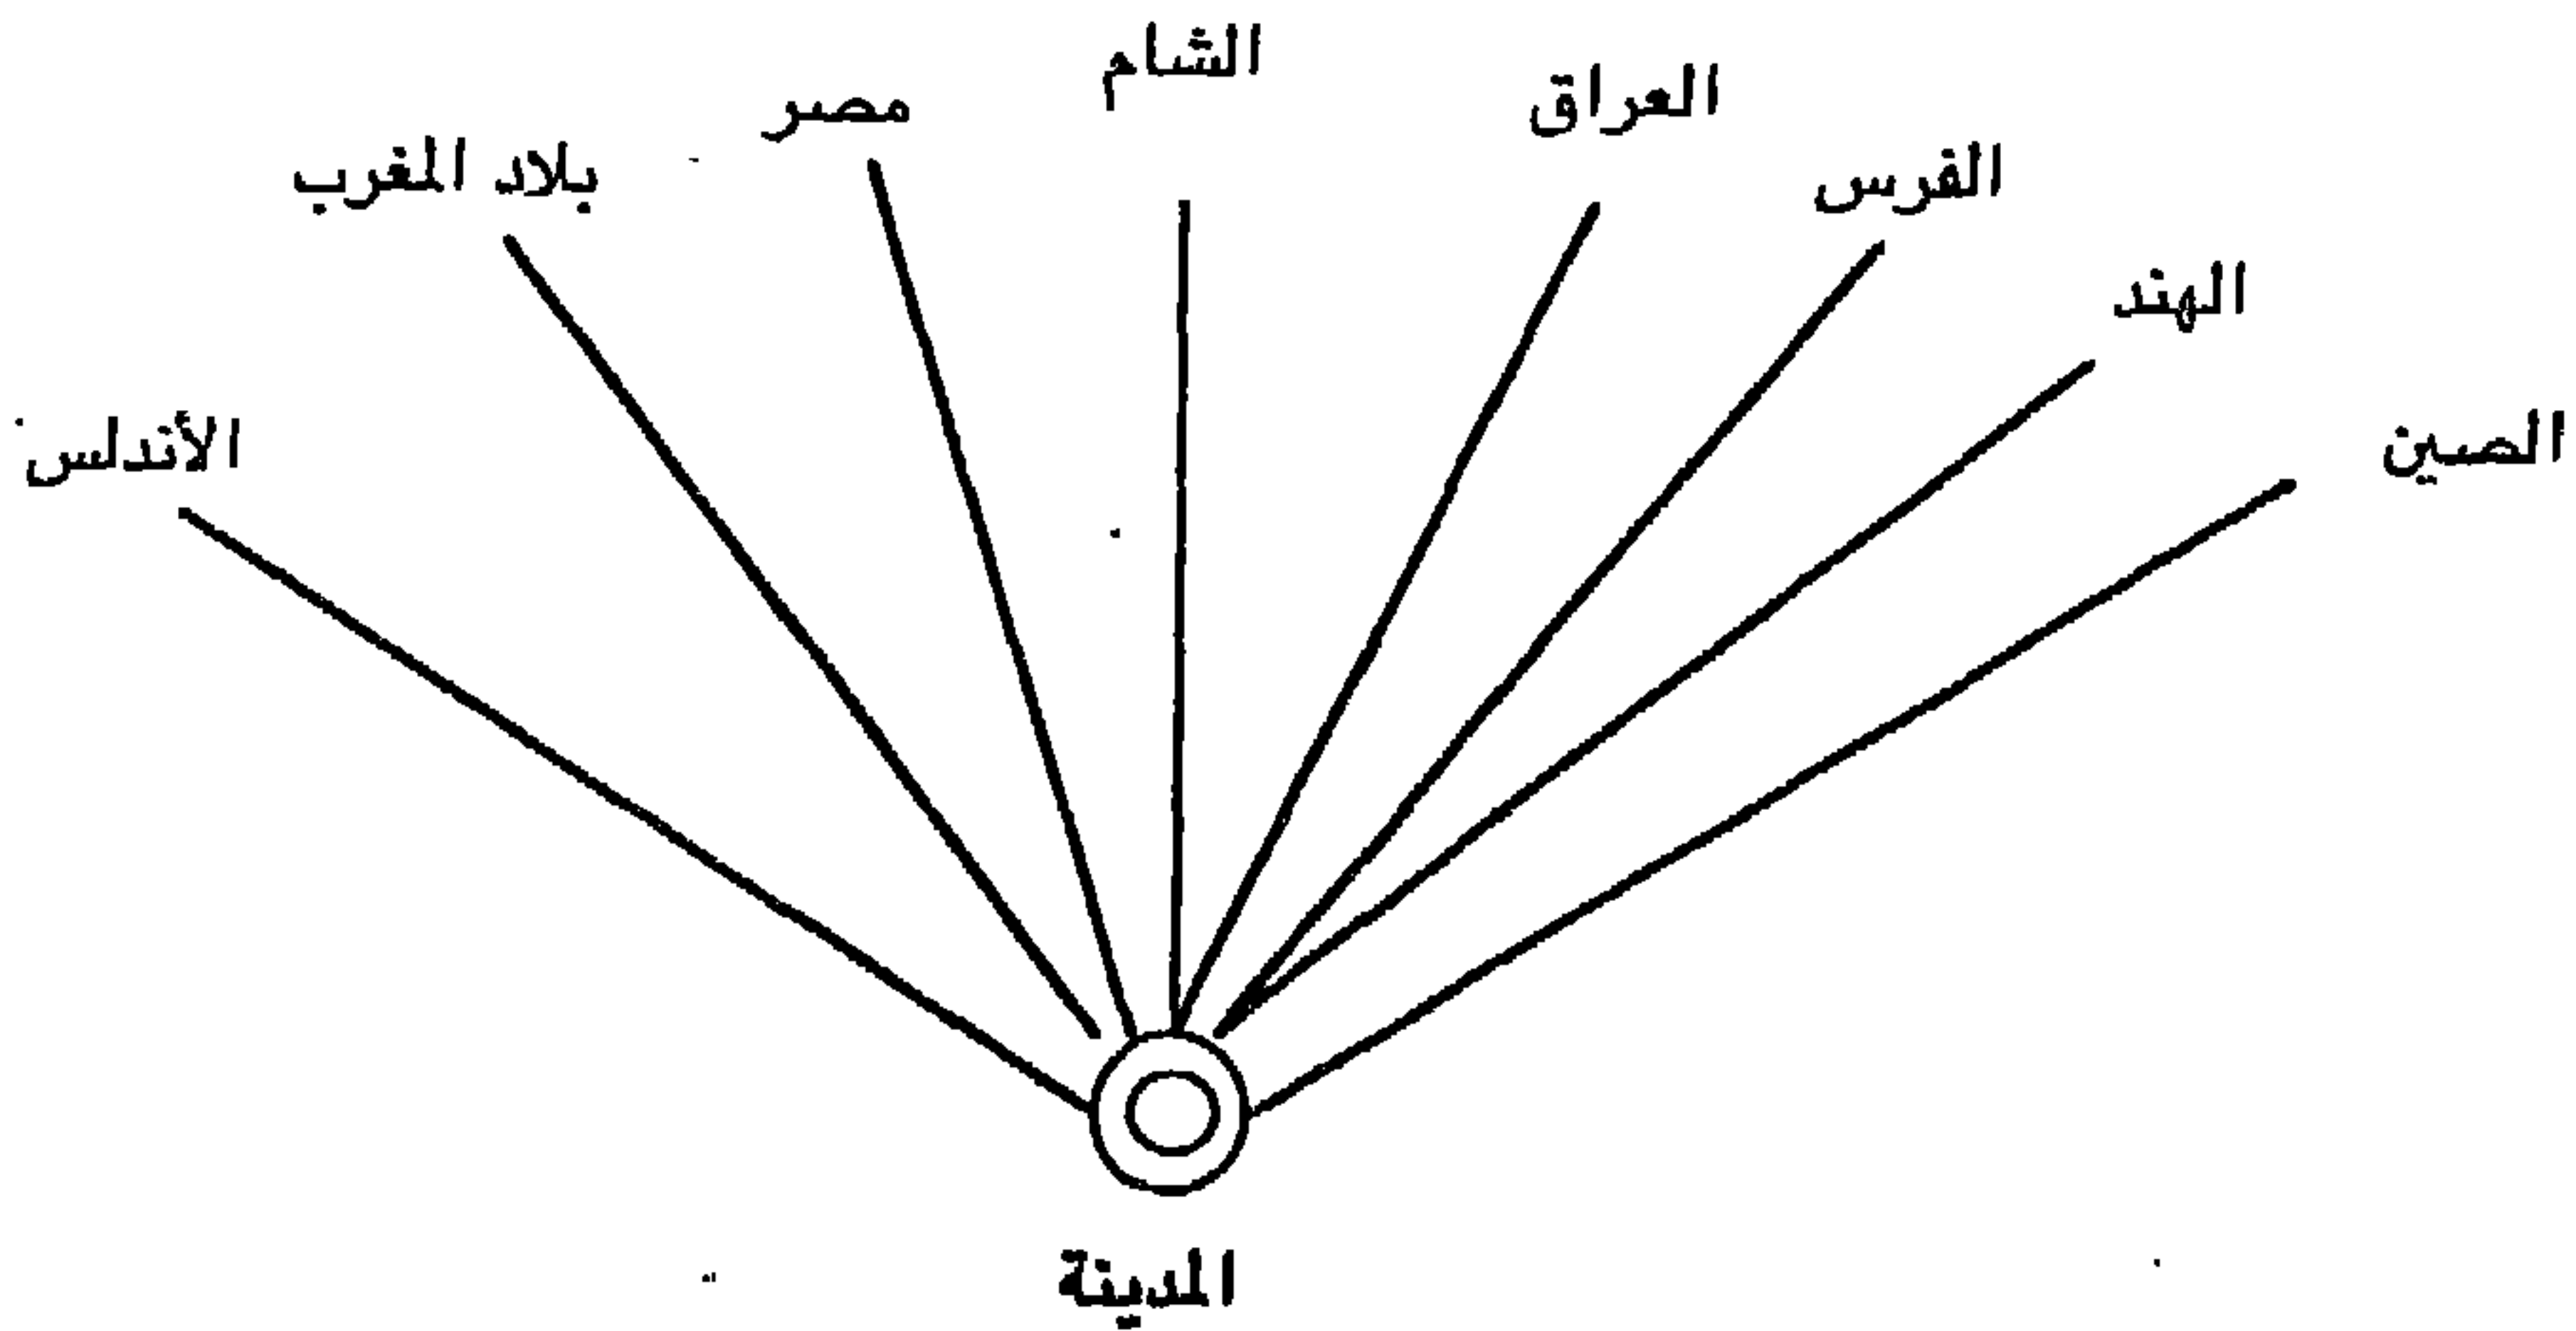 الشام
العراق
مصر
الفرس
بلاد المغرب
الهند
الصين
الأندلس
المدينة